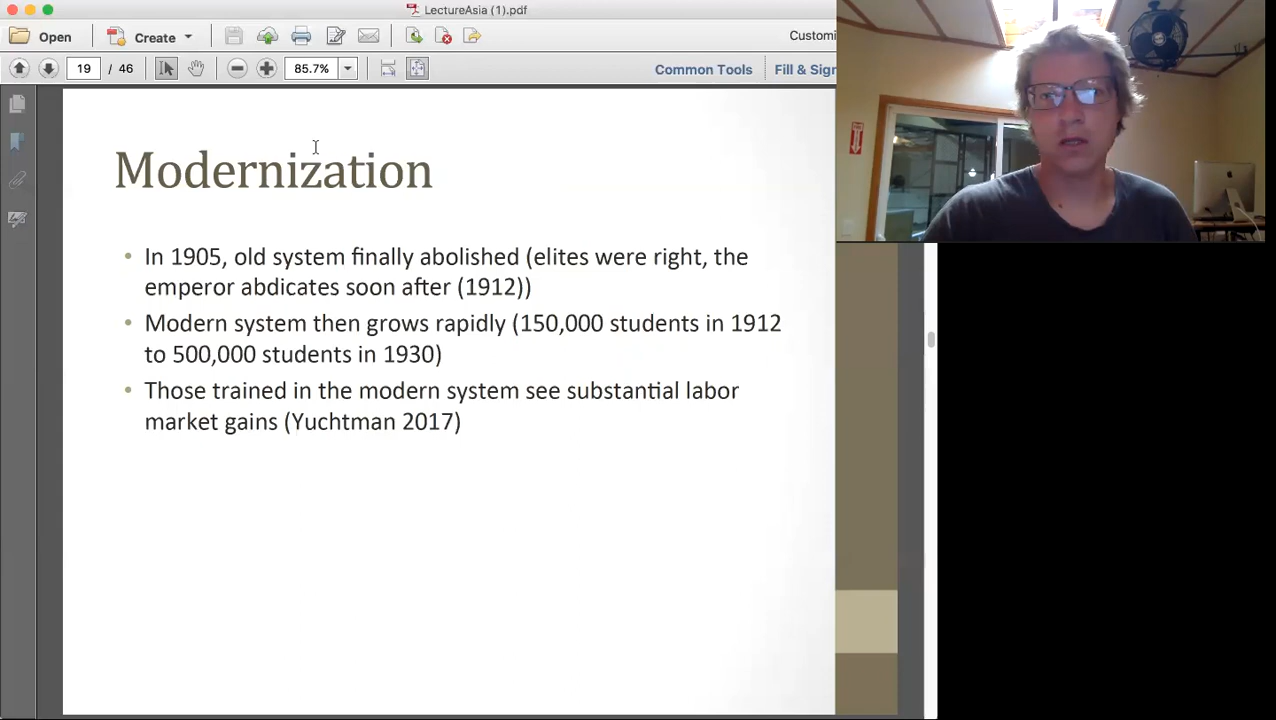 LectureAsia (1).pdf
Open
Create
Customi
19 / 46
85.7%
Common Tools
Fill & Sign
Modernization
• In 1905, old system finally abolished (elites were right, the
emperor abdicates soon after (1912))
• Modern system then grows rapidly (150,000 students in 1912
to 500,000 students in 1930)
• Those trained in the modern system see substantial labor
market gains (Yuchtman 2017)